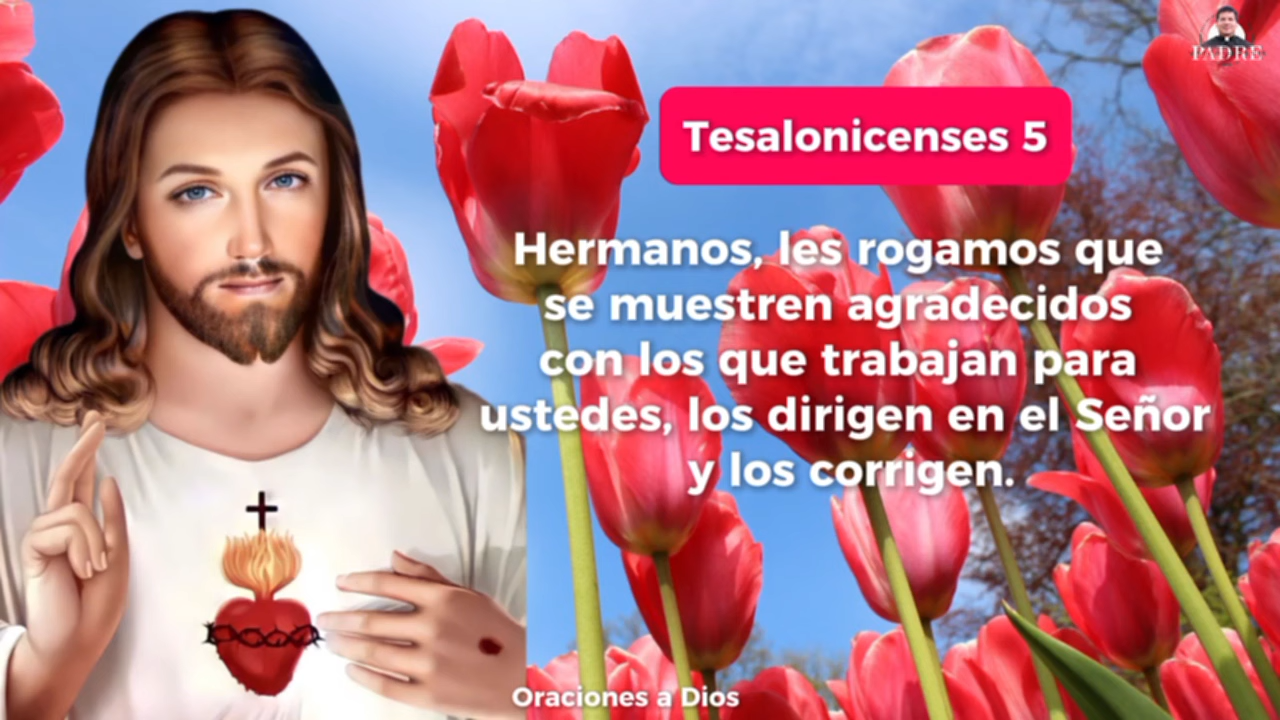 PADRE
Tesalonicenses 5
Hermanos, les rogamos que
se muestren agradecidos
con los que trabajan para
ustedes, los dirigen en el Señor
y los corrigen.
Oraciones a Dios